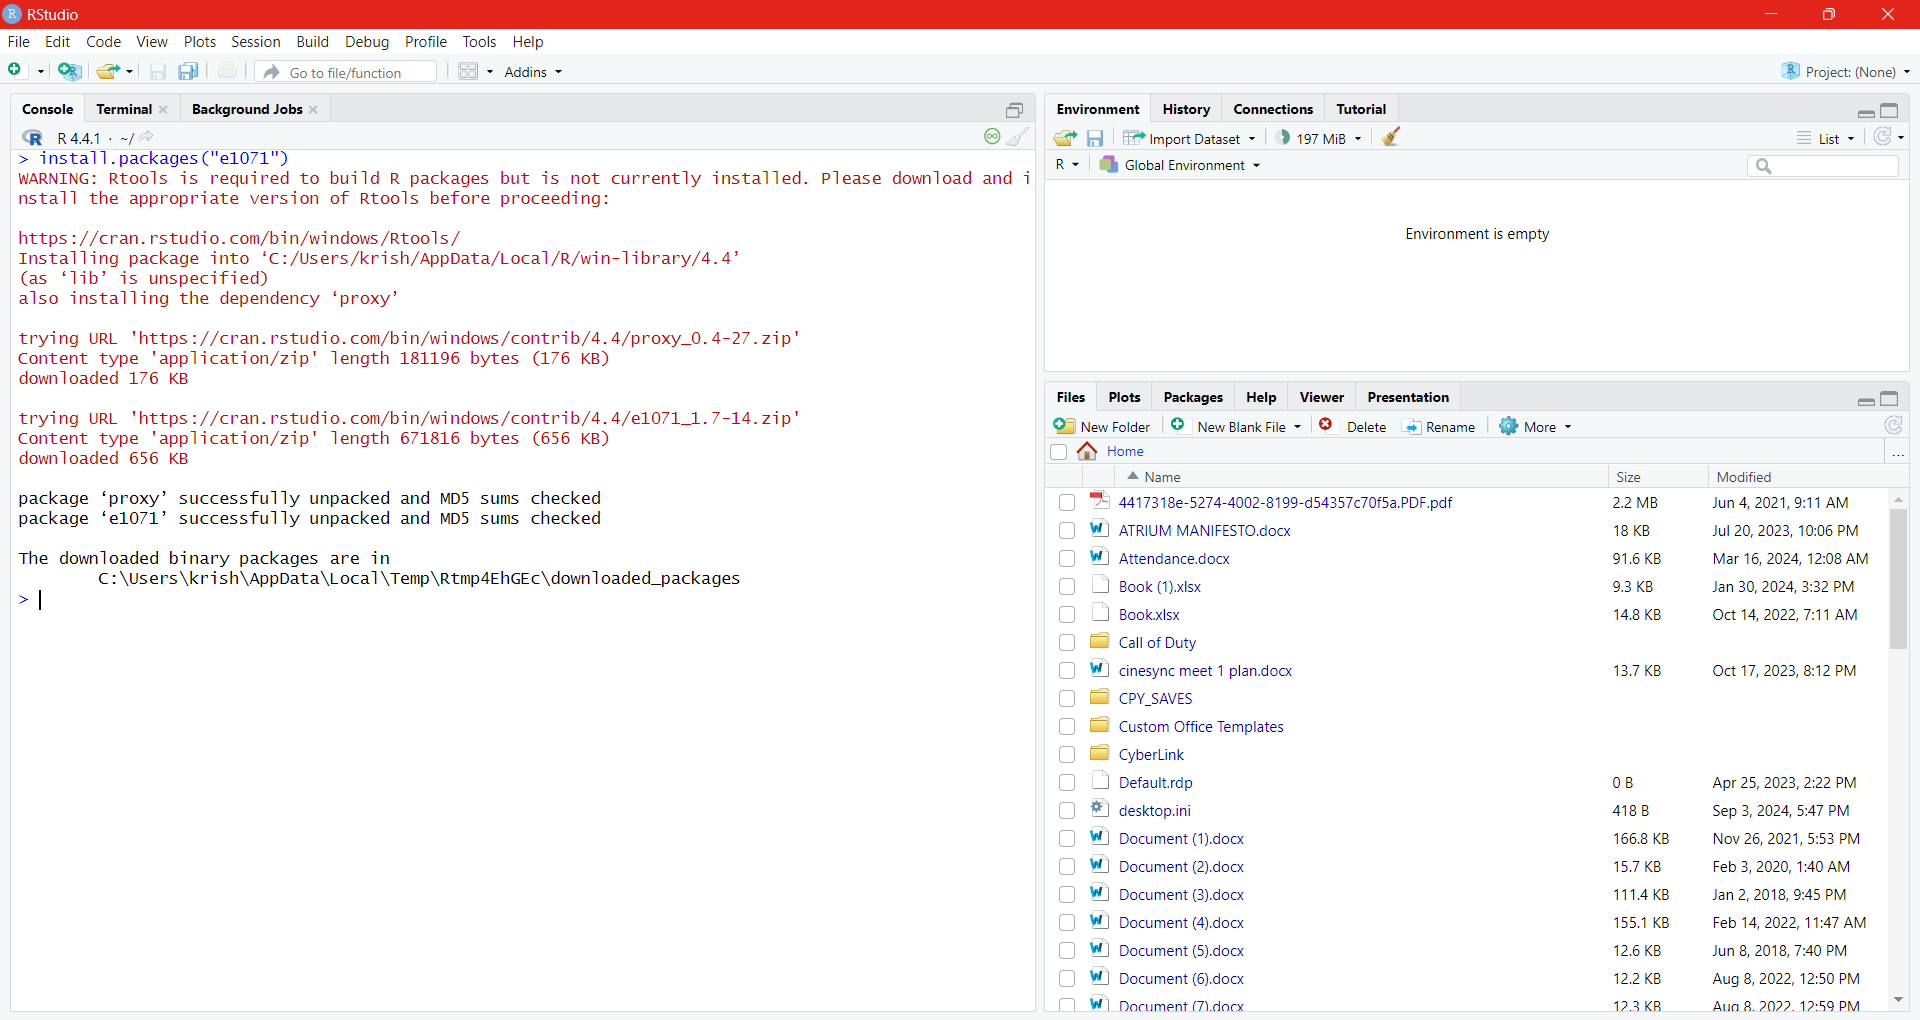 RStudio
File Edit Code View Plots Session Build Debug Profile Tools Help
Go to file/function Addins Project: (None)
Console Terminal Background Jobs
R 4.4.1 · ~/
> install.packages("e1071")
WARNING: Rtools is required to build R packages but is not currently installed. Please download and i
nstall the appropriate version of Rtools before proceeding:
https://cran.rstudio.com/bin/windows/Rtools/
Installing package into ‘C:/Users/krish/AppData/Local/R/win-library/4.4’
(as ‘lib’ is unspecified)
also installing the dependency ‘proxy’
trying URL 'https://cran.rstudio.com/bin/windows/contrib/4.4/proxy_0.4-27.zip'
Content type 'application/zip' length 181196 bytes (176 KB)
downloaded 176 KB
trying URL 'https://cran.rstudio.com/bin/windows/contrib/4.4/e1071_1.7-14.zip'
Content type 'application/zip' length 671816 bytes (656 KB)
downloaded 656 KB
package ‘proxy’ successfully unpacked and MD5 sums checked
package ‘e1071’ successfully unpacked and MD5 sums checked
The downloaded binary packages are in
C:\Users\krish\AppData\Local\Temp\Rtmp4EhGEc\downloaded_packages
>
Environment History Connections Tutorial
Import Dataset 197 MiB List
R Global Environment
Environment is empty
Files Plots Packages Help Viewer Presentation
New Folder New Blank File Delete Rename More
Home ...
Name Size Modified
4417318e-5274-4002-8199-d54357c70f5a.PDF.pdf 2.2 MB Jun 4, 2021, 9:11 AM
ATRIUM MANIFESTO.docx 18 KB Jul 20, 2023, 10:06 PM
Attendance.docx 91.6 KB Mar 16, 2024, 12:08 AM
Book (1).xlsx 9.3 KB Jan 30, 2024, 3:32 PM
Book.xlsx 14.8 KB Oct 14, 2022, 7:11 AM
Call of Duty
cinesync meet 1 plan.docx 13.7 KB Oct 17, 2023, 8:12 PM
CPY_SAVES
Custom Office Templates
CyberLink
Default.rdp 0 B Apr 25, 2023, 2:22 PM
desktop.ini 418 B Sep 3, 2024, 5:47 PM
Document (1).docx 166.8 KB Nov 26, 2021, 5:53 PM
Document (2).docx 15.7 KB Feb 3, 2020, 1:40 AM
Document (3).docx 111.4 KB Jan 2, 2018, 9:45 PM
Document (4).docx 155.1 KB Feb 14, 2022, 11:47 AM
Document (5).docx 12.6 KB Jun 8, 2018, 7:40 PM
Document (6).docx 12.2 KB Aug 8, 2022, 12:50 PM
Document (7).docx 12.3 KB Aug 8, 2022, 12:59 PM